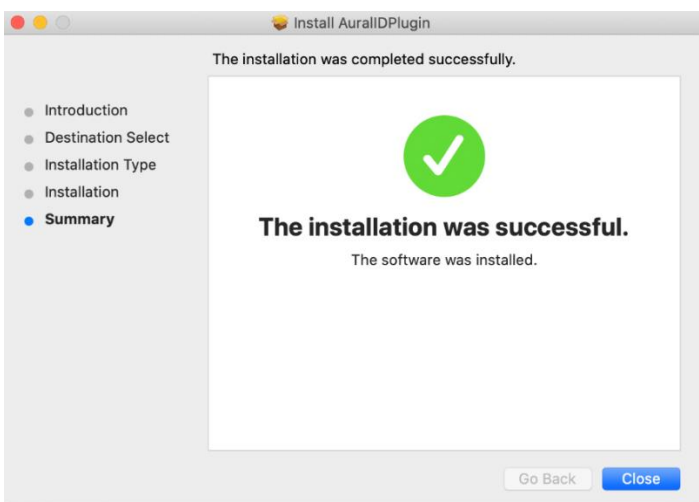 Install AuralIDPlugin
The installation was completed successfully.
Introduction
Destination Select
Installation Type
Installation
Summary
The installation was successful.
The software was installed.
Go Back
Close